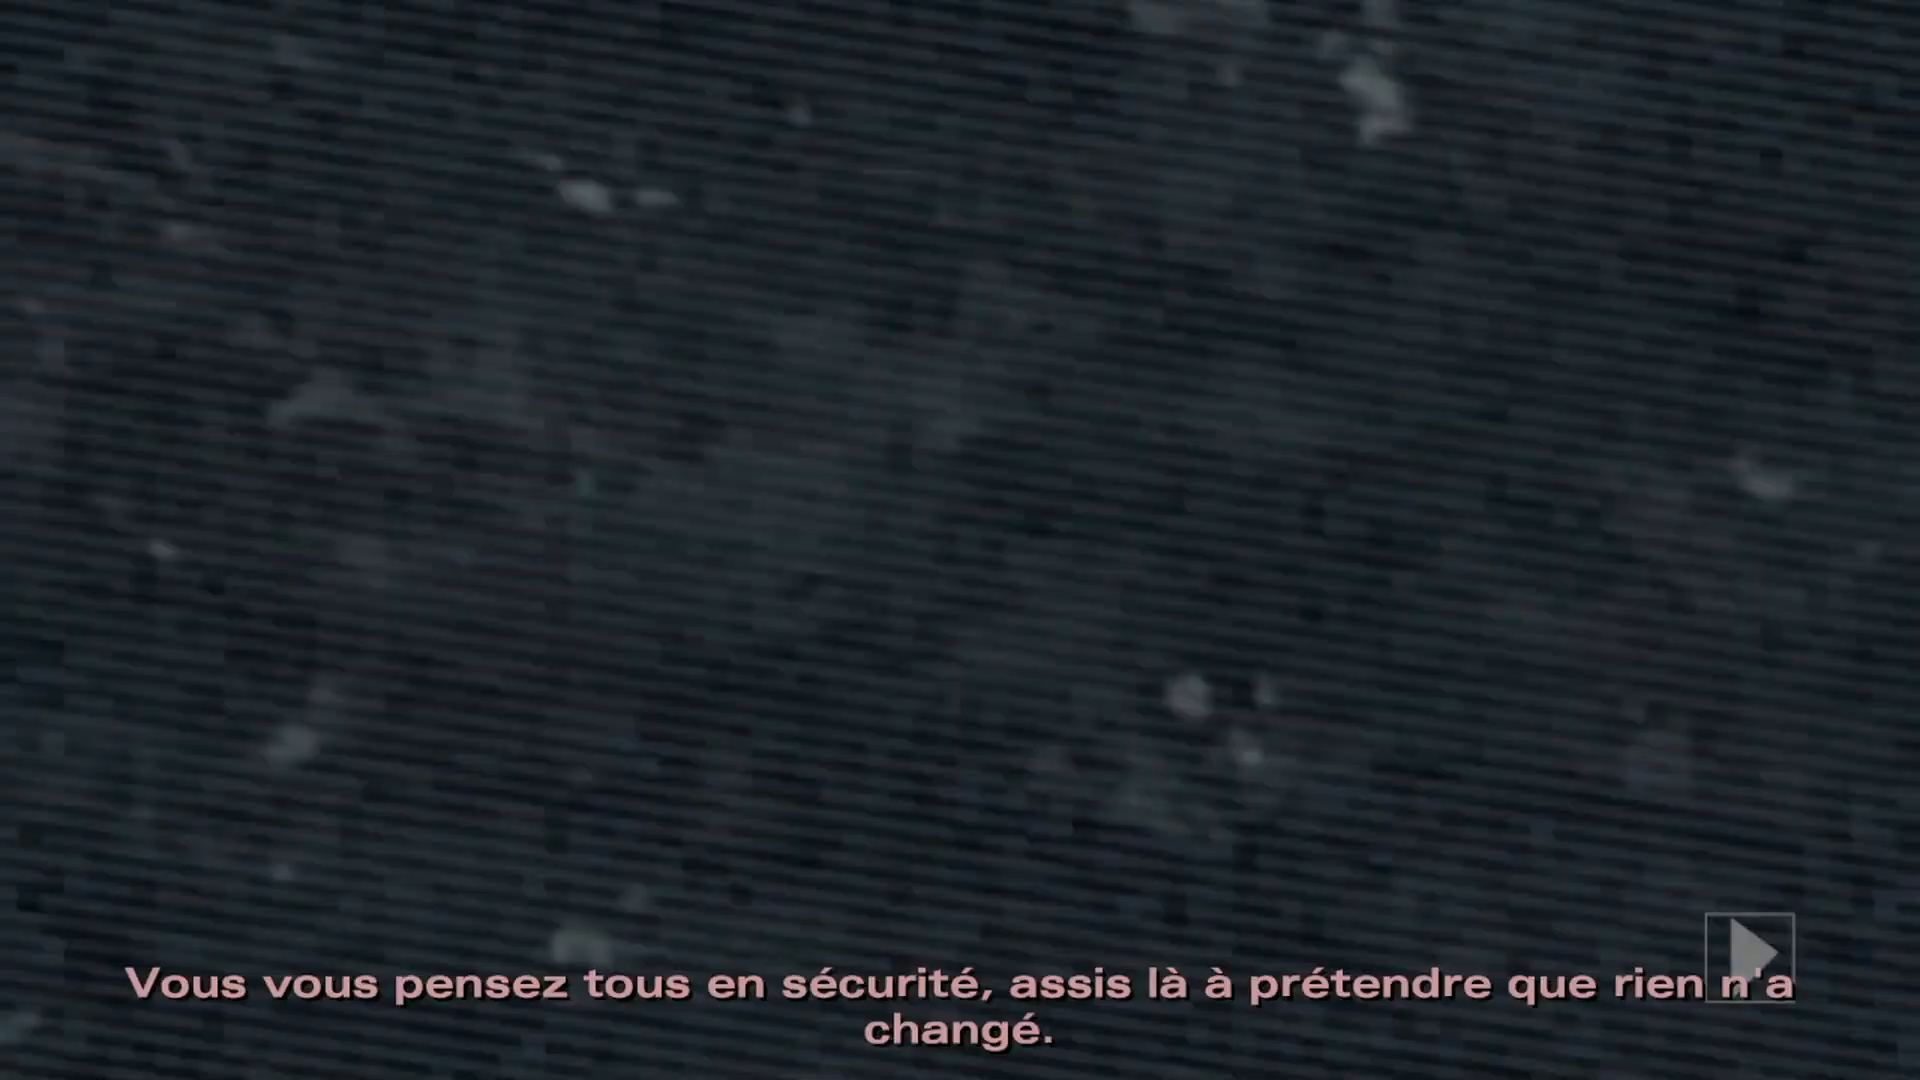 Vous vous pensez tous en sécurité, assis là à prétendre que rien n'a
changé.